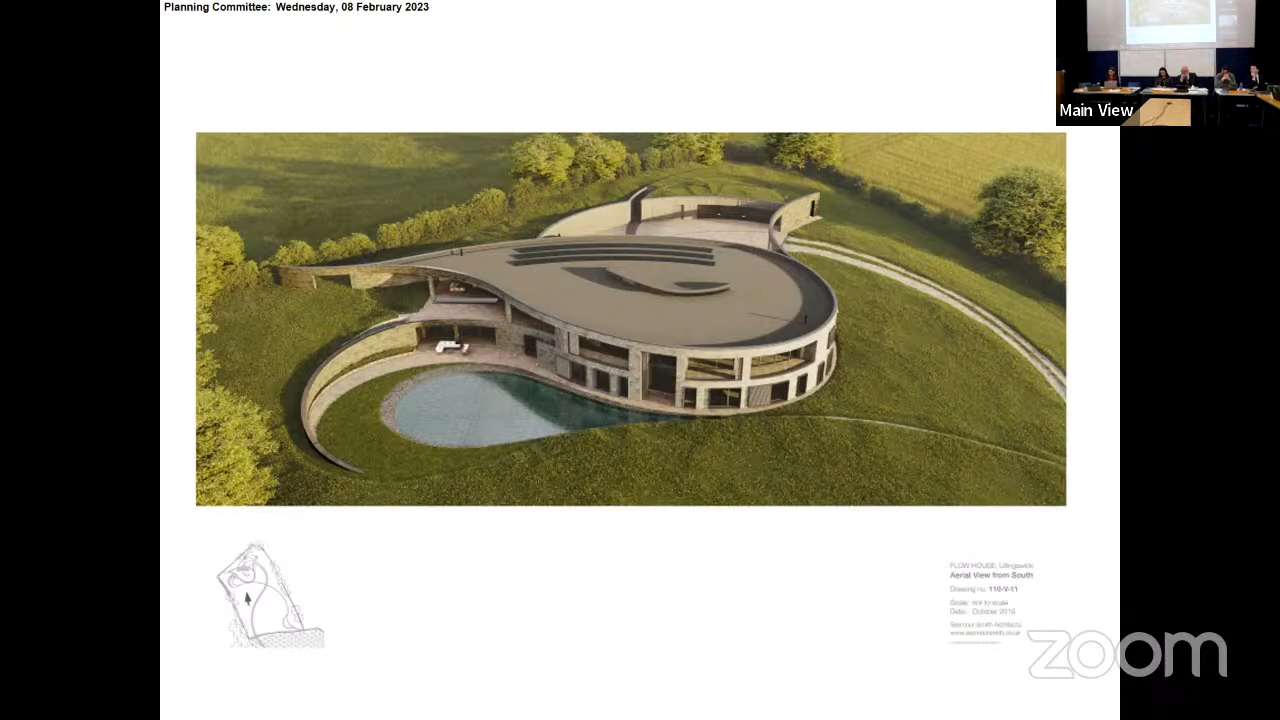 Planning Committee: Wednesday, 08 February 2023
Main View
FLOW HOUSE, Ullingswick
Aerial View from South
Drawing no. 110-V-11
Scale: not to scale
Date: October 2019
Seymour-Smith Architects
www.seymoursmith.co.uk
zoom